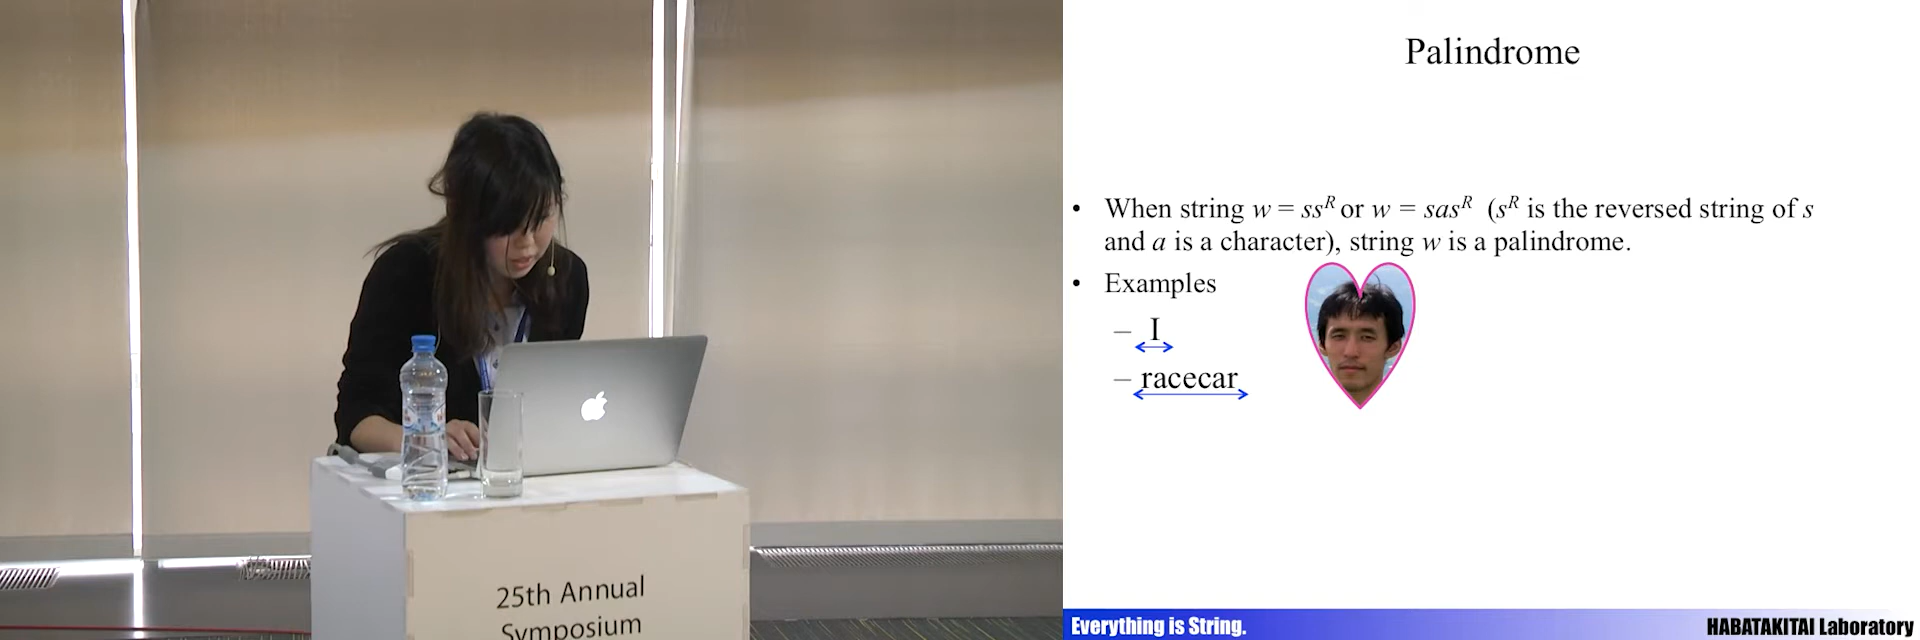 25th Annual
Symposium
Palindrome
• When string w = ss^R or w = sas^R (s^R is the reversed string of s
and a is a character), string w is a palindrome.
• Examples
– I
– racecar
Everything is String.
HABATAKITAI Laboratory